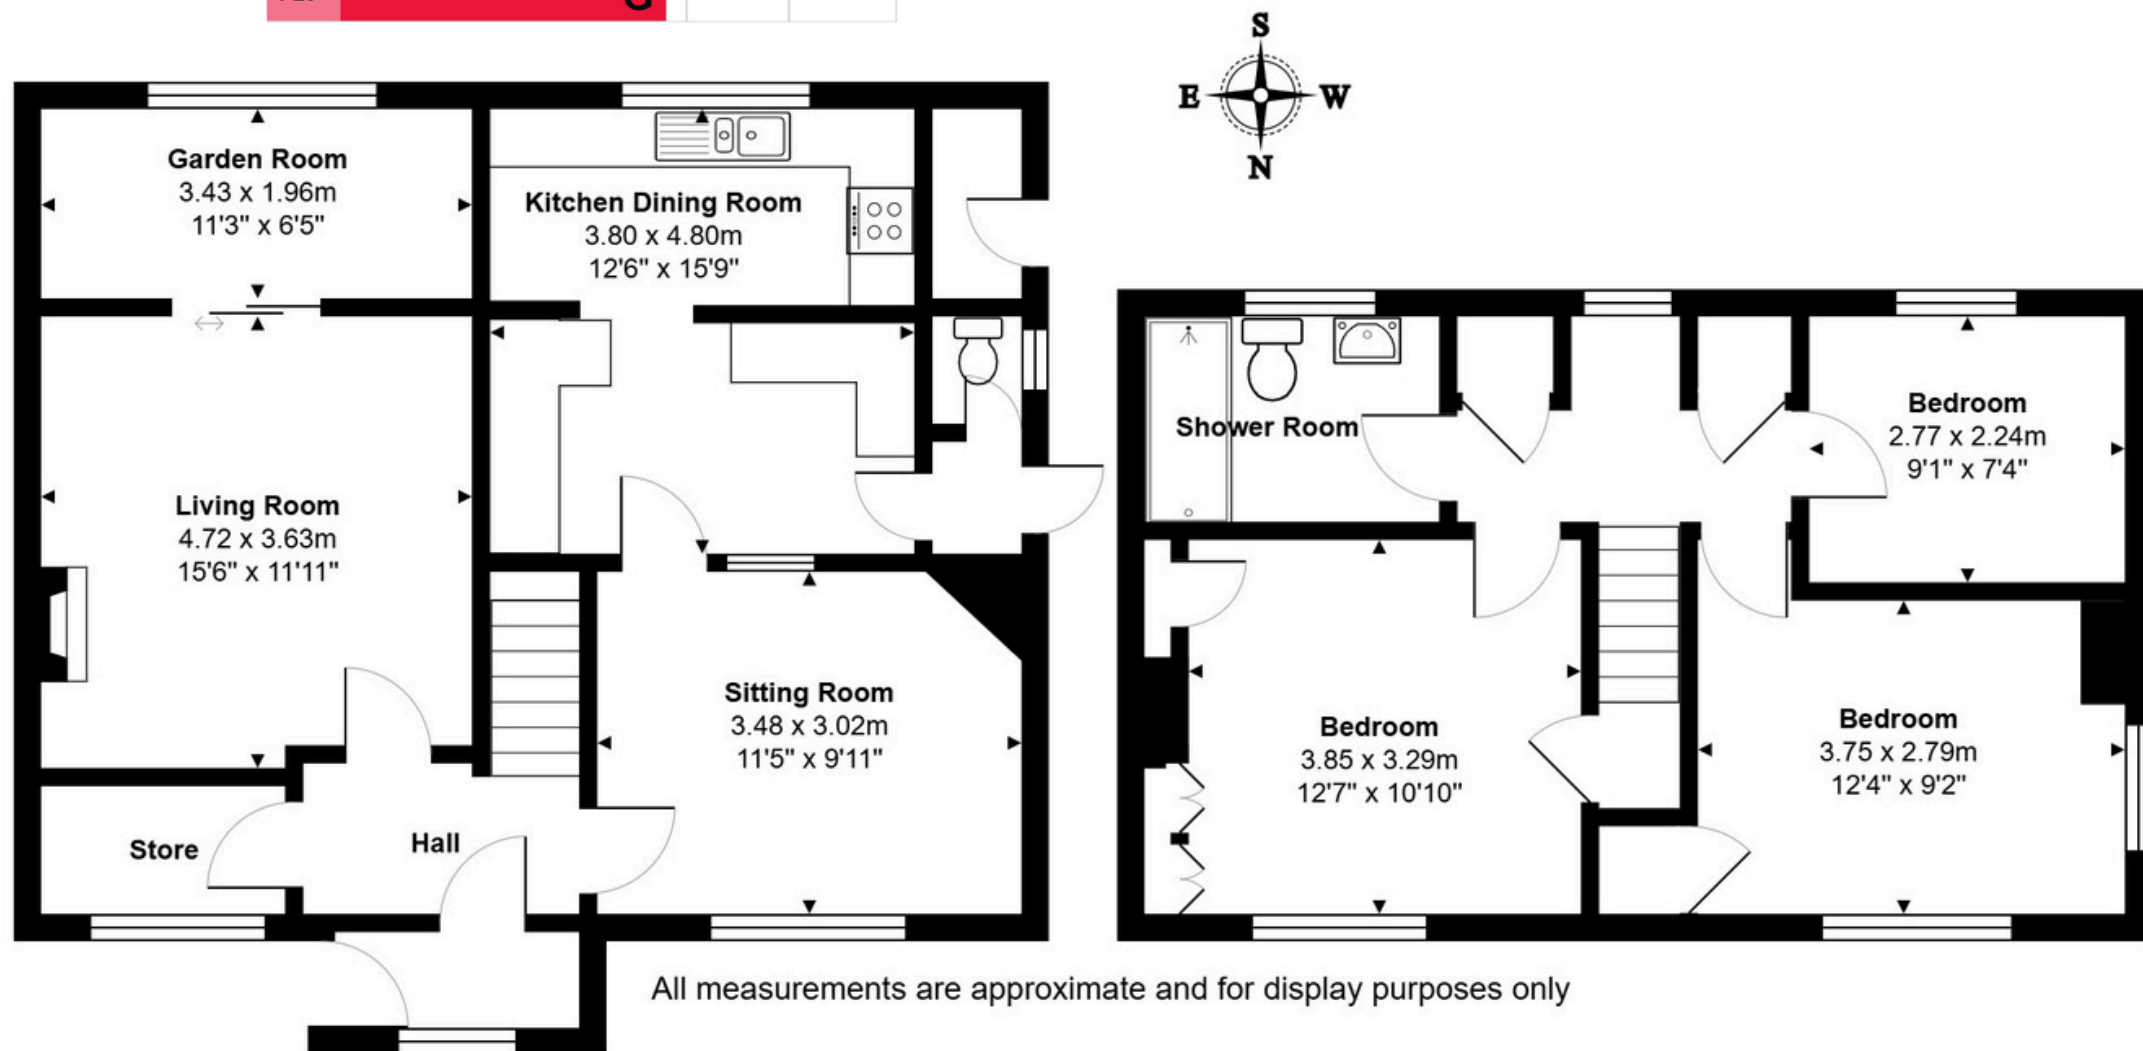 G
S
E W
N
Garden Room
3.43 x 1.96m
11'3" x 6'5"
Kitchen Dining Room
3.80 x 4.80m
12'6" x 15'9"
Living Room
4.72 x 3.63m
15'6" x 11'11"
Sitting Room
3.48 x 3.02m
11'5" x 9'11"
Store
Hall
Shower Room
Bedroom
2.77 x 2.24m
9'1" x 7'4"
Bedroom
3.85 x 3.29m
12'7" x 10'10"
Bedroom
3.75 x 2.79m
12'4" x 9'2"
All measurements are approximate and for display purposes only